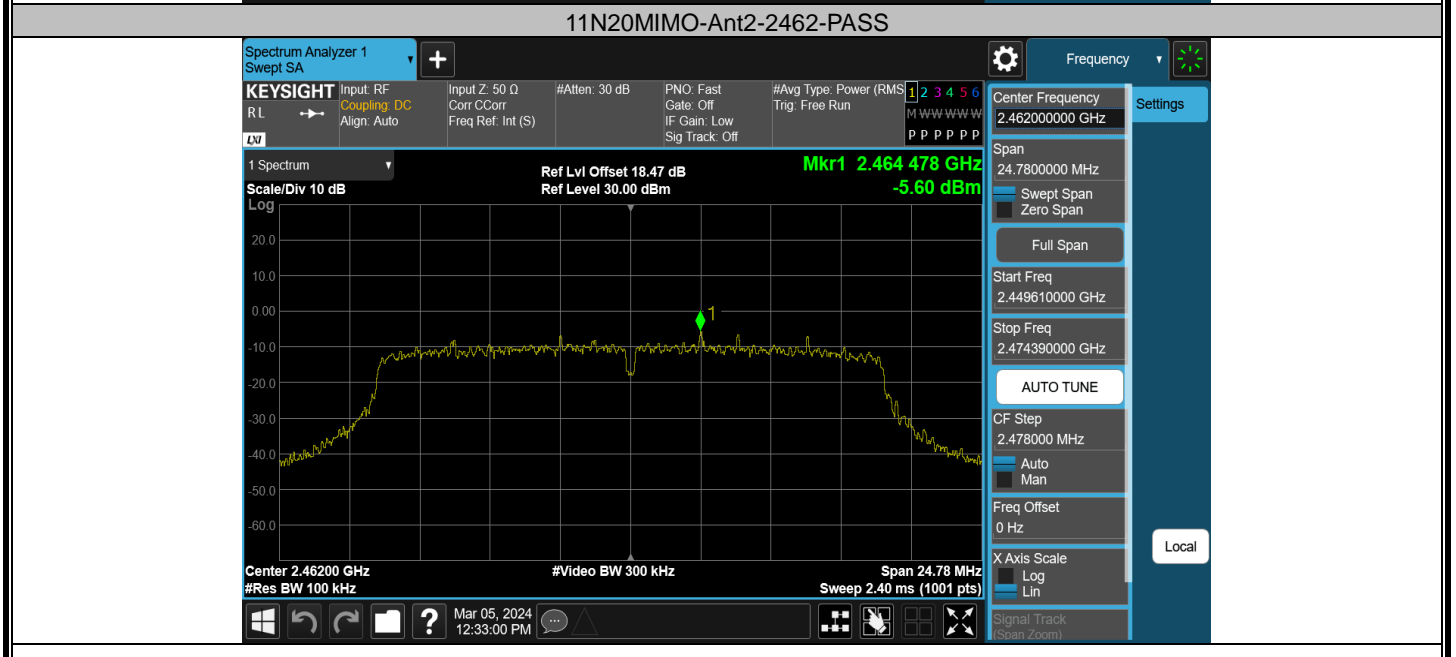 11N20MIMO-Ant2-2462-PASS
Spectrum Analyzer 1
Swept SA
+
Frequency
KEYSIGHT
RL
LXI
Input: RF
Coupling: DC
Align: Auto
Input Z: 50 Ω
Corr CCorr
Freq Ref: Int (S)
#Atten: 30 dB
PNO: Fast
Gate: Off
IF Gain: Low
Sig Track: Off
#Avg Type: Power (RMS
Trig: Free Run
1 2 3 4 5 6
M W W W W W
P P P P P P
1 Spectrum
Scale/Div 10 dB
Log
Ref Lvl Offset 18.47 dB
Ref Level 30.00 dBm
Mkr1 2.464 478 GHz
-5.60 dBm
20.0
10.0
0.00
-10.0
-20.0
-30.0
-40.0
-50.0
-60.0
1
Center 2.46200 GHz
#Res BW 100 kHz
#Video BW 300 kHz
Span 24.78 MHz
Sweep 2.40 ms (1001 pts)
Center Frequency
2.462000000 GHz
Settings
Span
24.7800000 MHz
Swept Span
Zero Span
Full Span
Start Freq
2.449610000 GHz
Stop Freq
2.474390000 GHz
AUTO TUNE
CF Step
2.478000 MHz
Auto
Man
Freq Offset
0 Hz
X Axis Scale
Log
Lin
Signal Track
(Span Zoom)
Local
?
Mar 05, 2024
12:33:00 PM